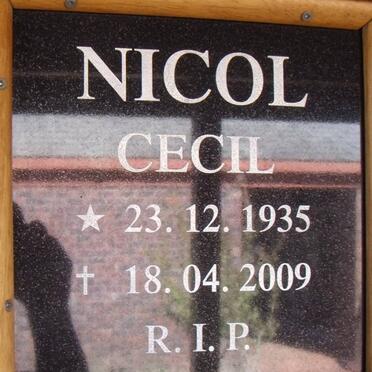 NICOL
CECIL
★ 23. 12. 1935
† 18. 04. 2009
R. I. P.